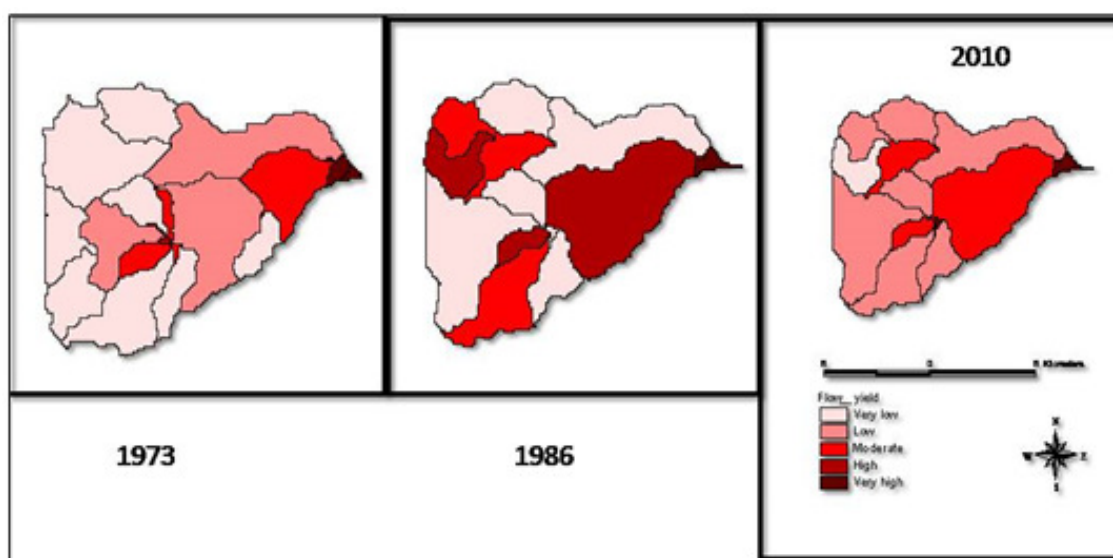 2010
Flow_ yield.
Very low.
Low.
Moderate.
High.
Very high.
1973
1986